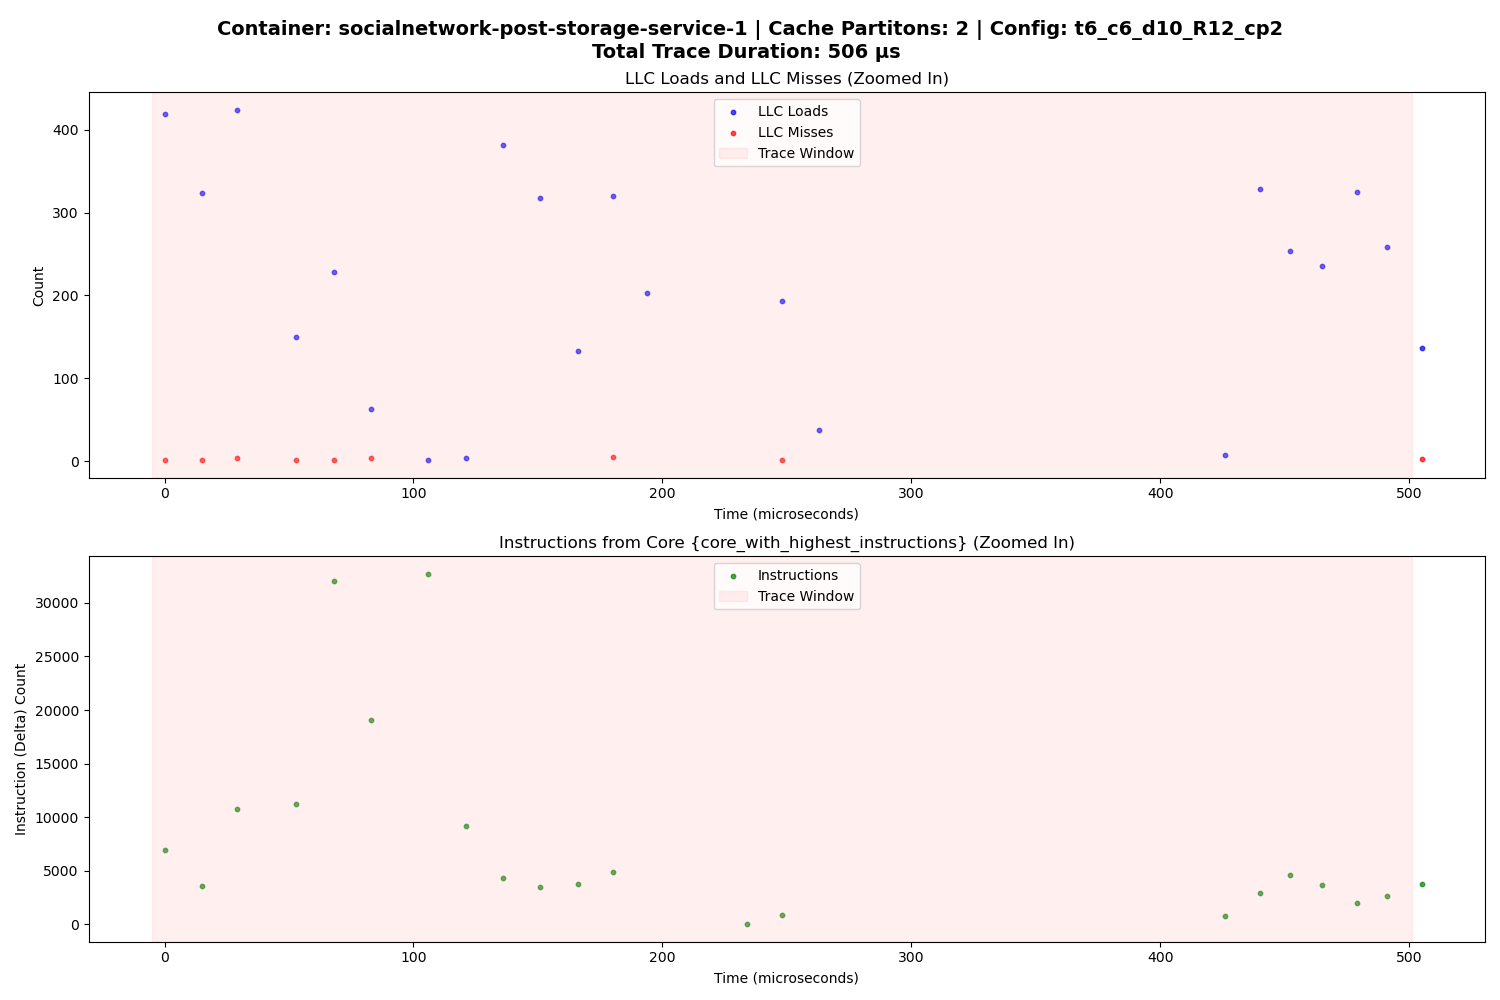 Container: socialnetwork-post-storage-service-1 | Cache Partitons: 2 | Config: t6_c6_d10_R12_cp2
Total Trace Duration: 506 µs
LLC Loads and LLC Misses (Zoomed In)
LLC Loads
LLC Misses
Trace Window
Count
400
300
200
100
0
0 100 200 300 400 500
Time (microseconds)
Instructions from Core {core_with_highest_instructions} (Zoomed In)
Instructions
Trace Window
Instruction (Delta) Count
30000
25000
20000
15000
10000
5000
0
0 100 200 300 400 500
Time (microseconds)